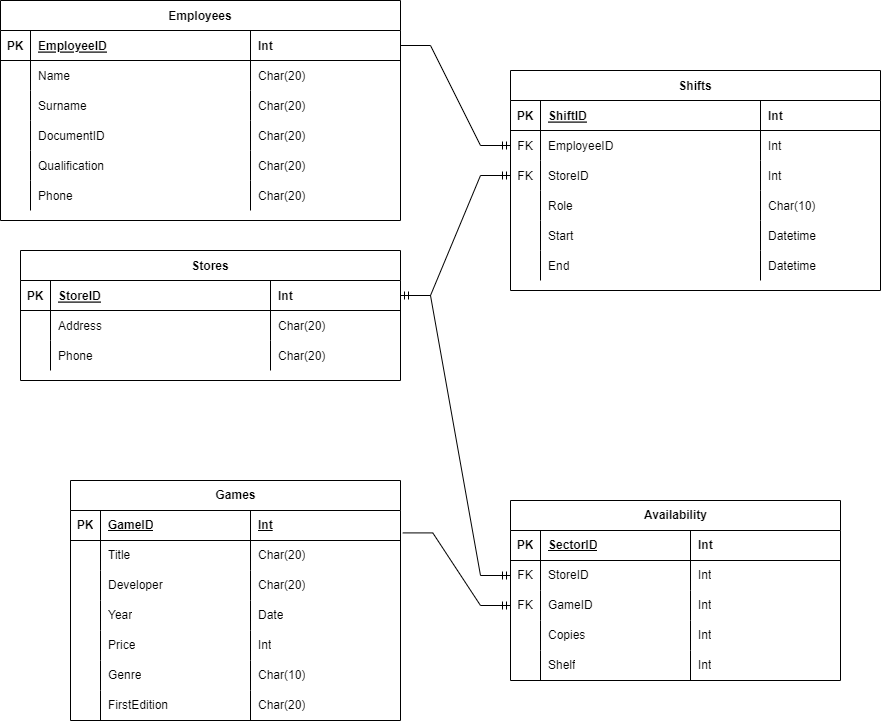 Employees
PK EmployeeID Int
Name Char(20)
Surname Char(20)
DocumentID Char(20)
Qualification Char(20)
Phone Char(20)
Shifts
PK ShiftID Int
FK EmployeeID Int
FK StoreID Int
Role Char(10)
Start Datetime
End Datetime
Stores
PK StoreID Int
Address Char(20)
Phone Char(20)
Games
PK GameID Int
Title Char(20)
Developer Char(20)
Year Date
Price Int
Genre Char(10)
FirstEdition Char(20)
Availability
PK SectorID Int
FK StoreID Int
FK GameID Int
Copies Int
Shelf Int